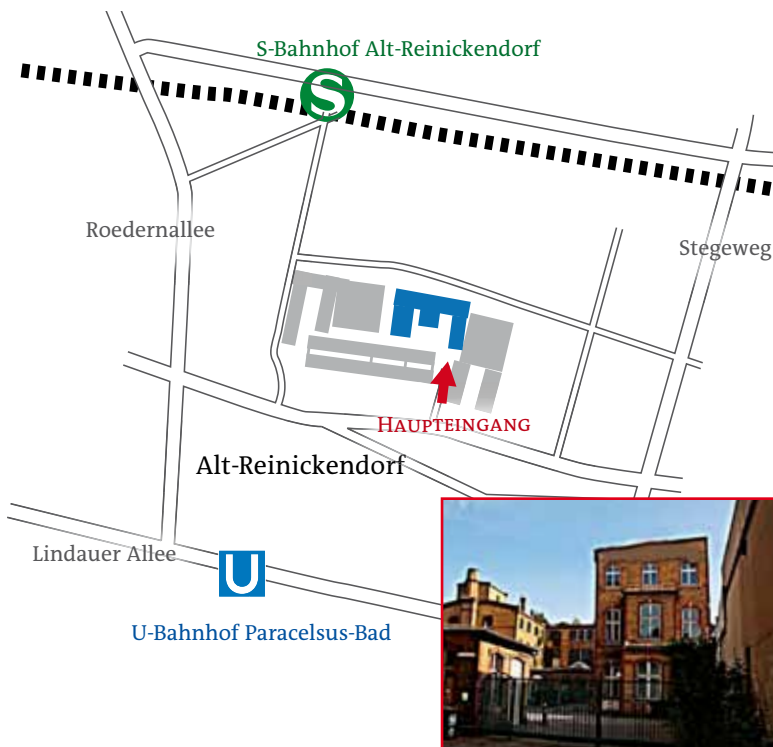 S-Bahnhof Alt-Reinickendorf
S
Roedernallee
Stegeweg
HAUPTEINGANG
Alt-Reinickendorf
Lindauer Allee
U
U-Bahnhof Paracelsus-Bad